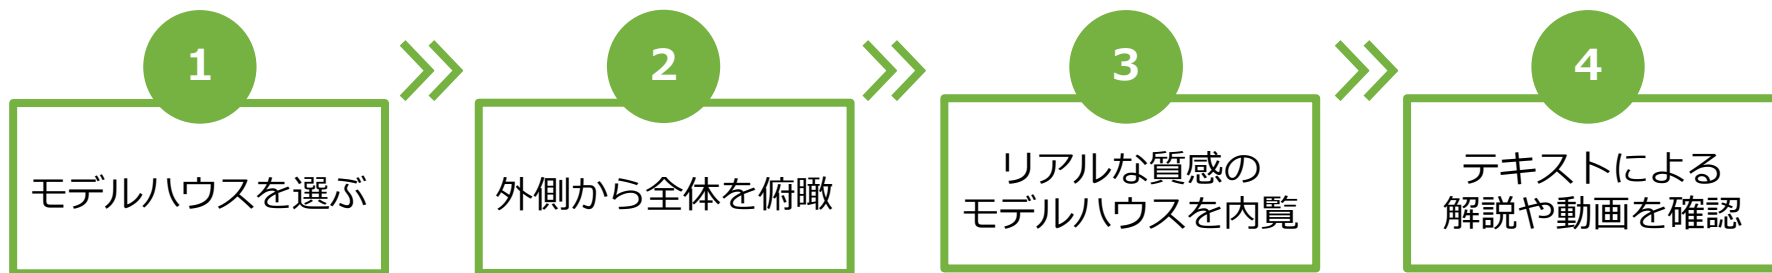 1
モデルハウスを選ぶ
2
外側から全体を俯瞰
3
リアルな質感の
モデルハウスを内覧
4
テキストによる
解説や動画を確認